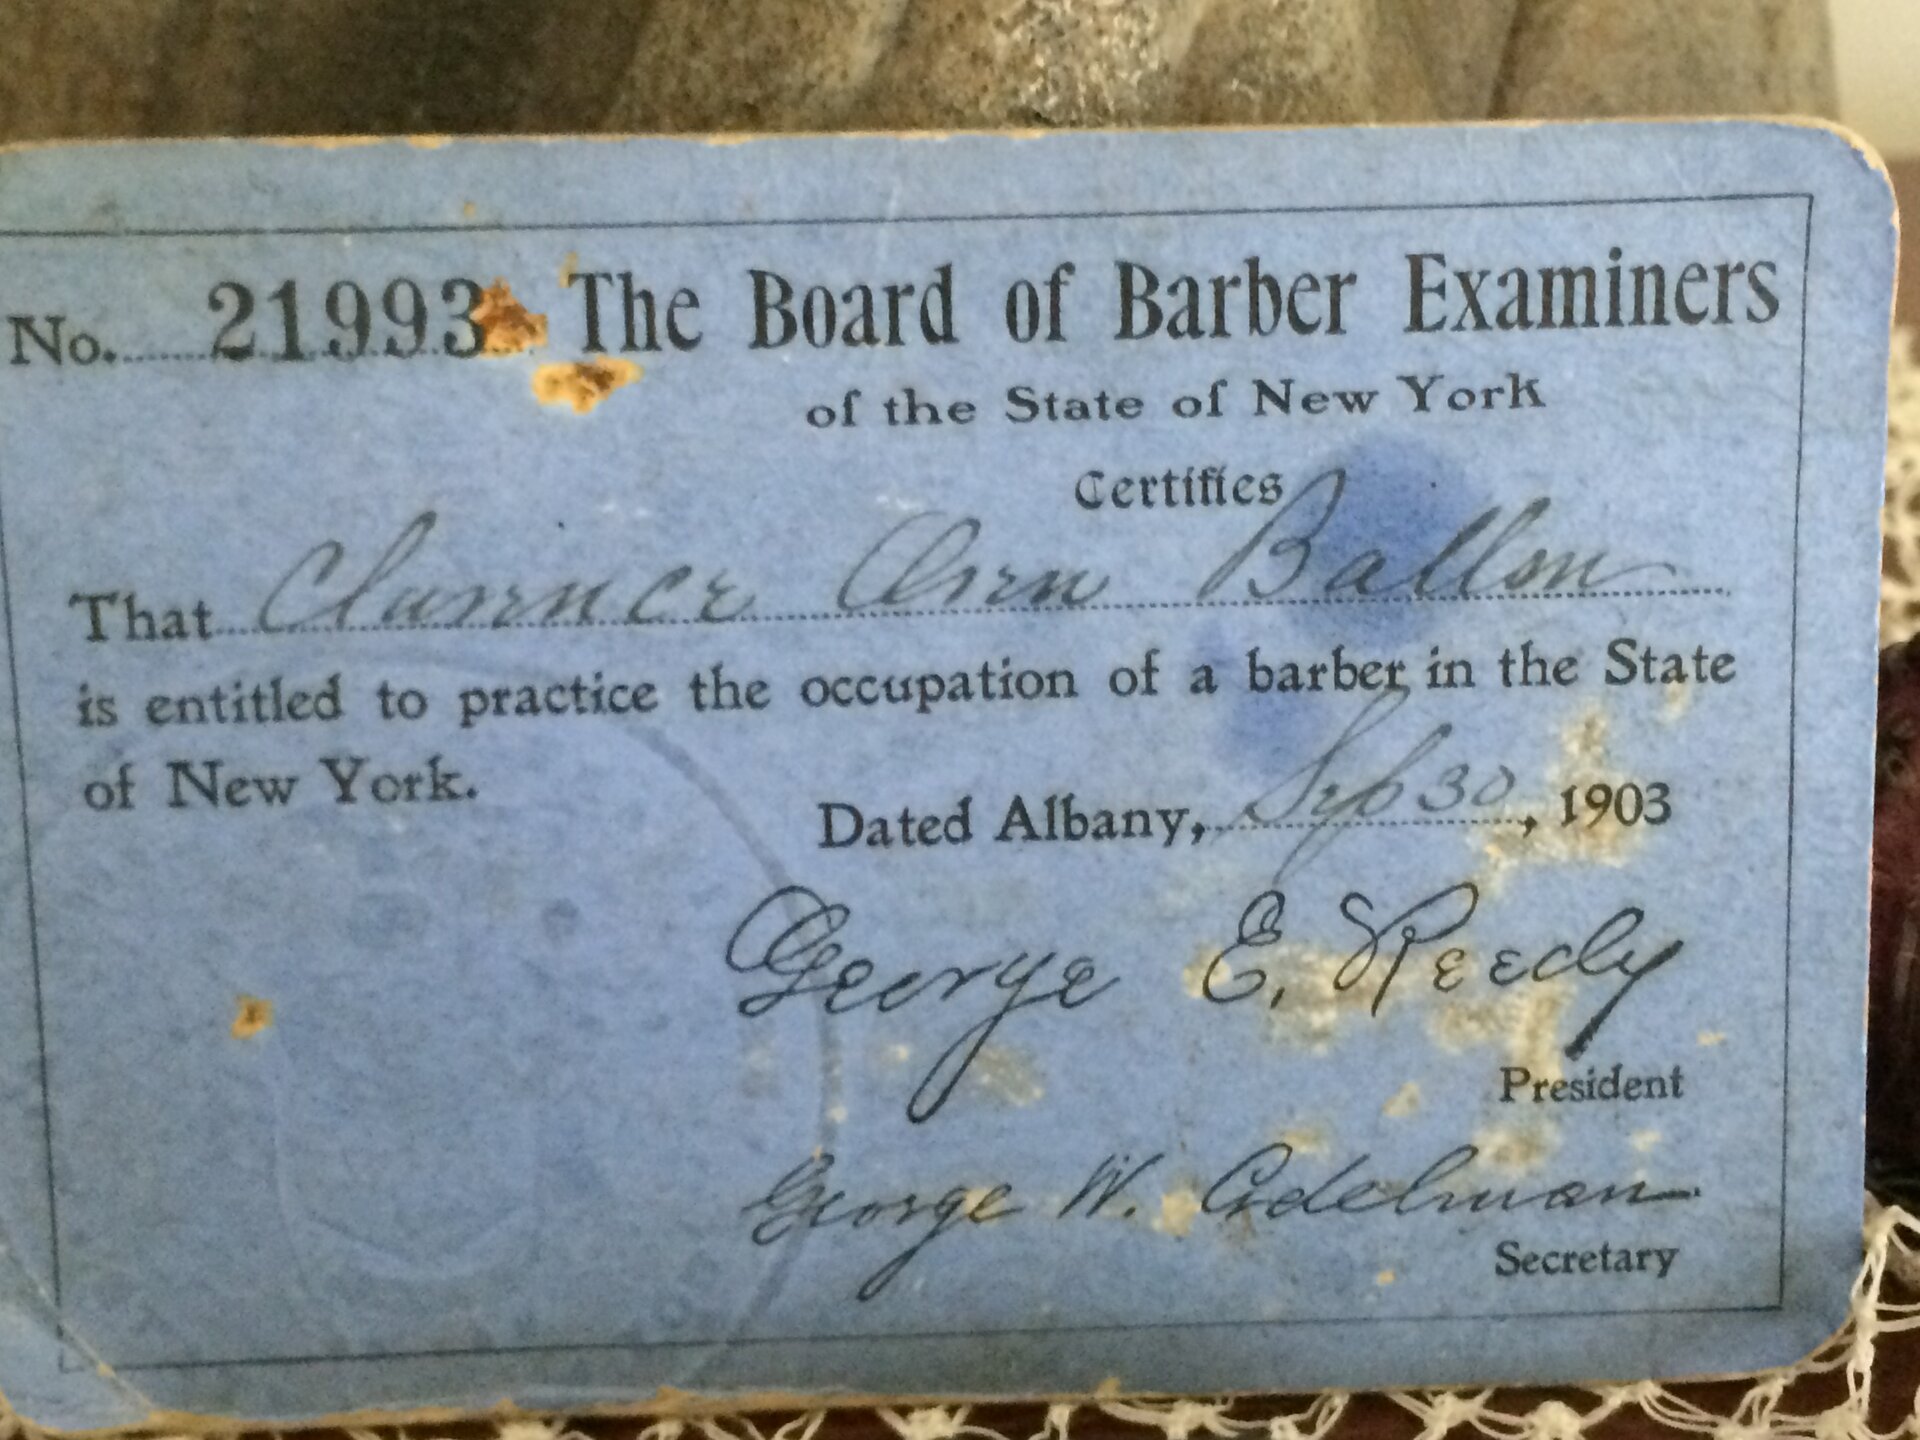 No. 21993 The Board of Barber Examiners
of the State of New York
Certifies
That Clarence Ballou
is entitled to practice the occupation of a barber in the State
of New York.
Dated Albany, Sep 30, 1903
George E. Reedy
President
George W. Adelman
Secretary